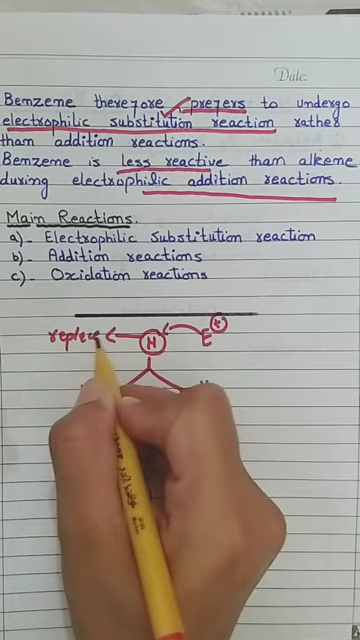 Date:
Benzene therefore prefers to undergo
electrophilic substitution reaction rather
than addition reactions.
Benzene is less reactive than alkene
during electrophilic addition reactions.
Main Reactions.
a)- Electrophilic Substitution reaction
b)- Addition reactions
c)- Oxidation reactions
replace H E +